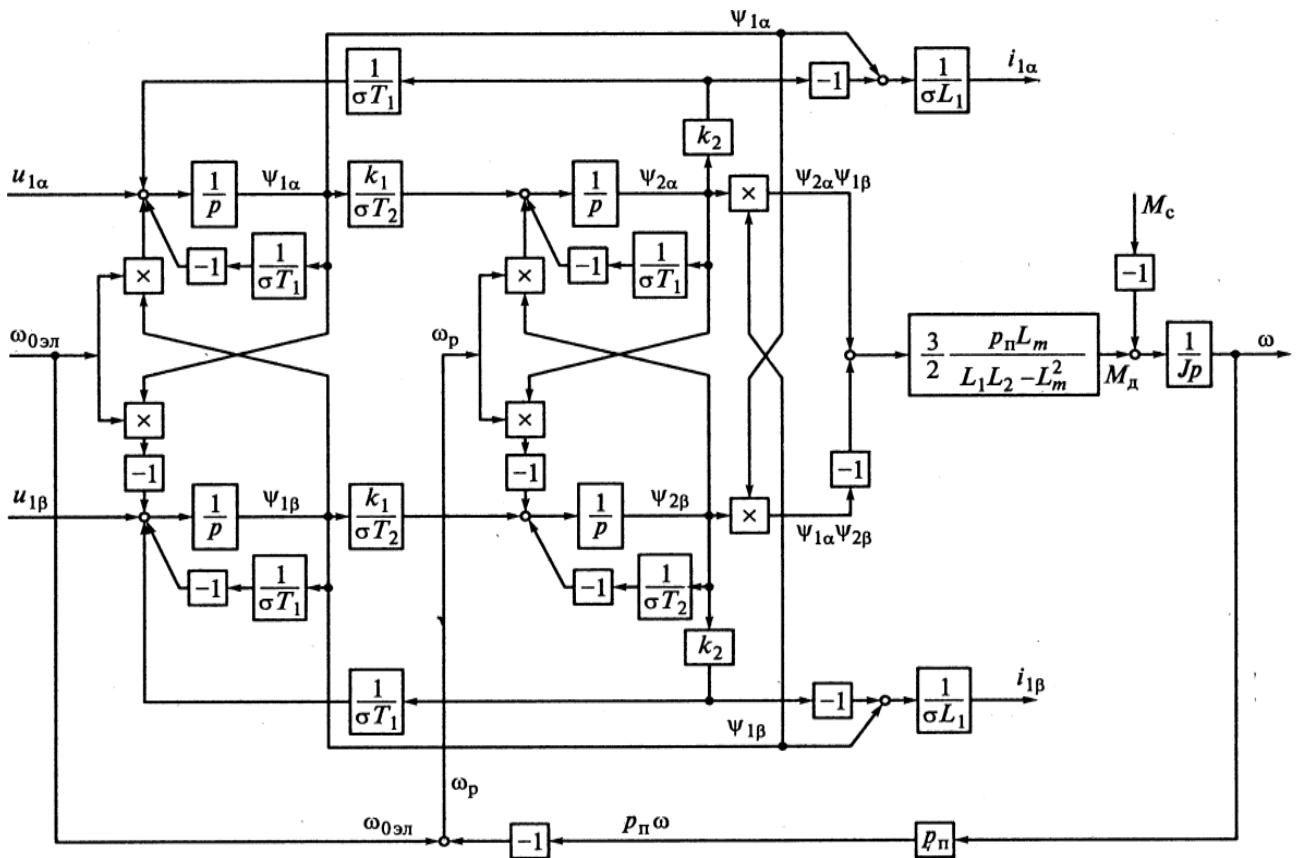 ψ₁α
1/σT₁
-1
1/σL₁
i₁α
k₂
u₁α
1/p
ψ₁α
k₁/σT₂
1/p
ψ₂α
×
ψ₂αψ₁β
Mс
-1
1/σT₁
×
-1
1/σT₁
×
-1
ω₀эл
ωр
3/2 pпLm/(L₁L₂ − Lm²)
Mд
1/Jp
ω
×
×
-1
-1
-1
u₁β
1/p
ψ₁β
k₁/σT₂
1/p
ψ₂β
×
ψ₁αψ₂β
-1
1/σT₁
-1
1/σT₂
k₂
1/σT₁
-1
1/σL₁
i₁β
ψ₁β
ωр
ω₀эл
-1
pпω
pп